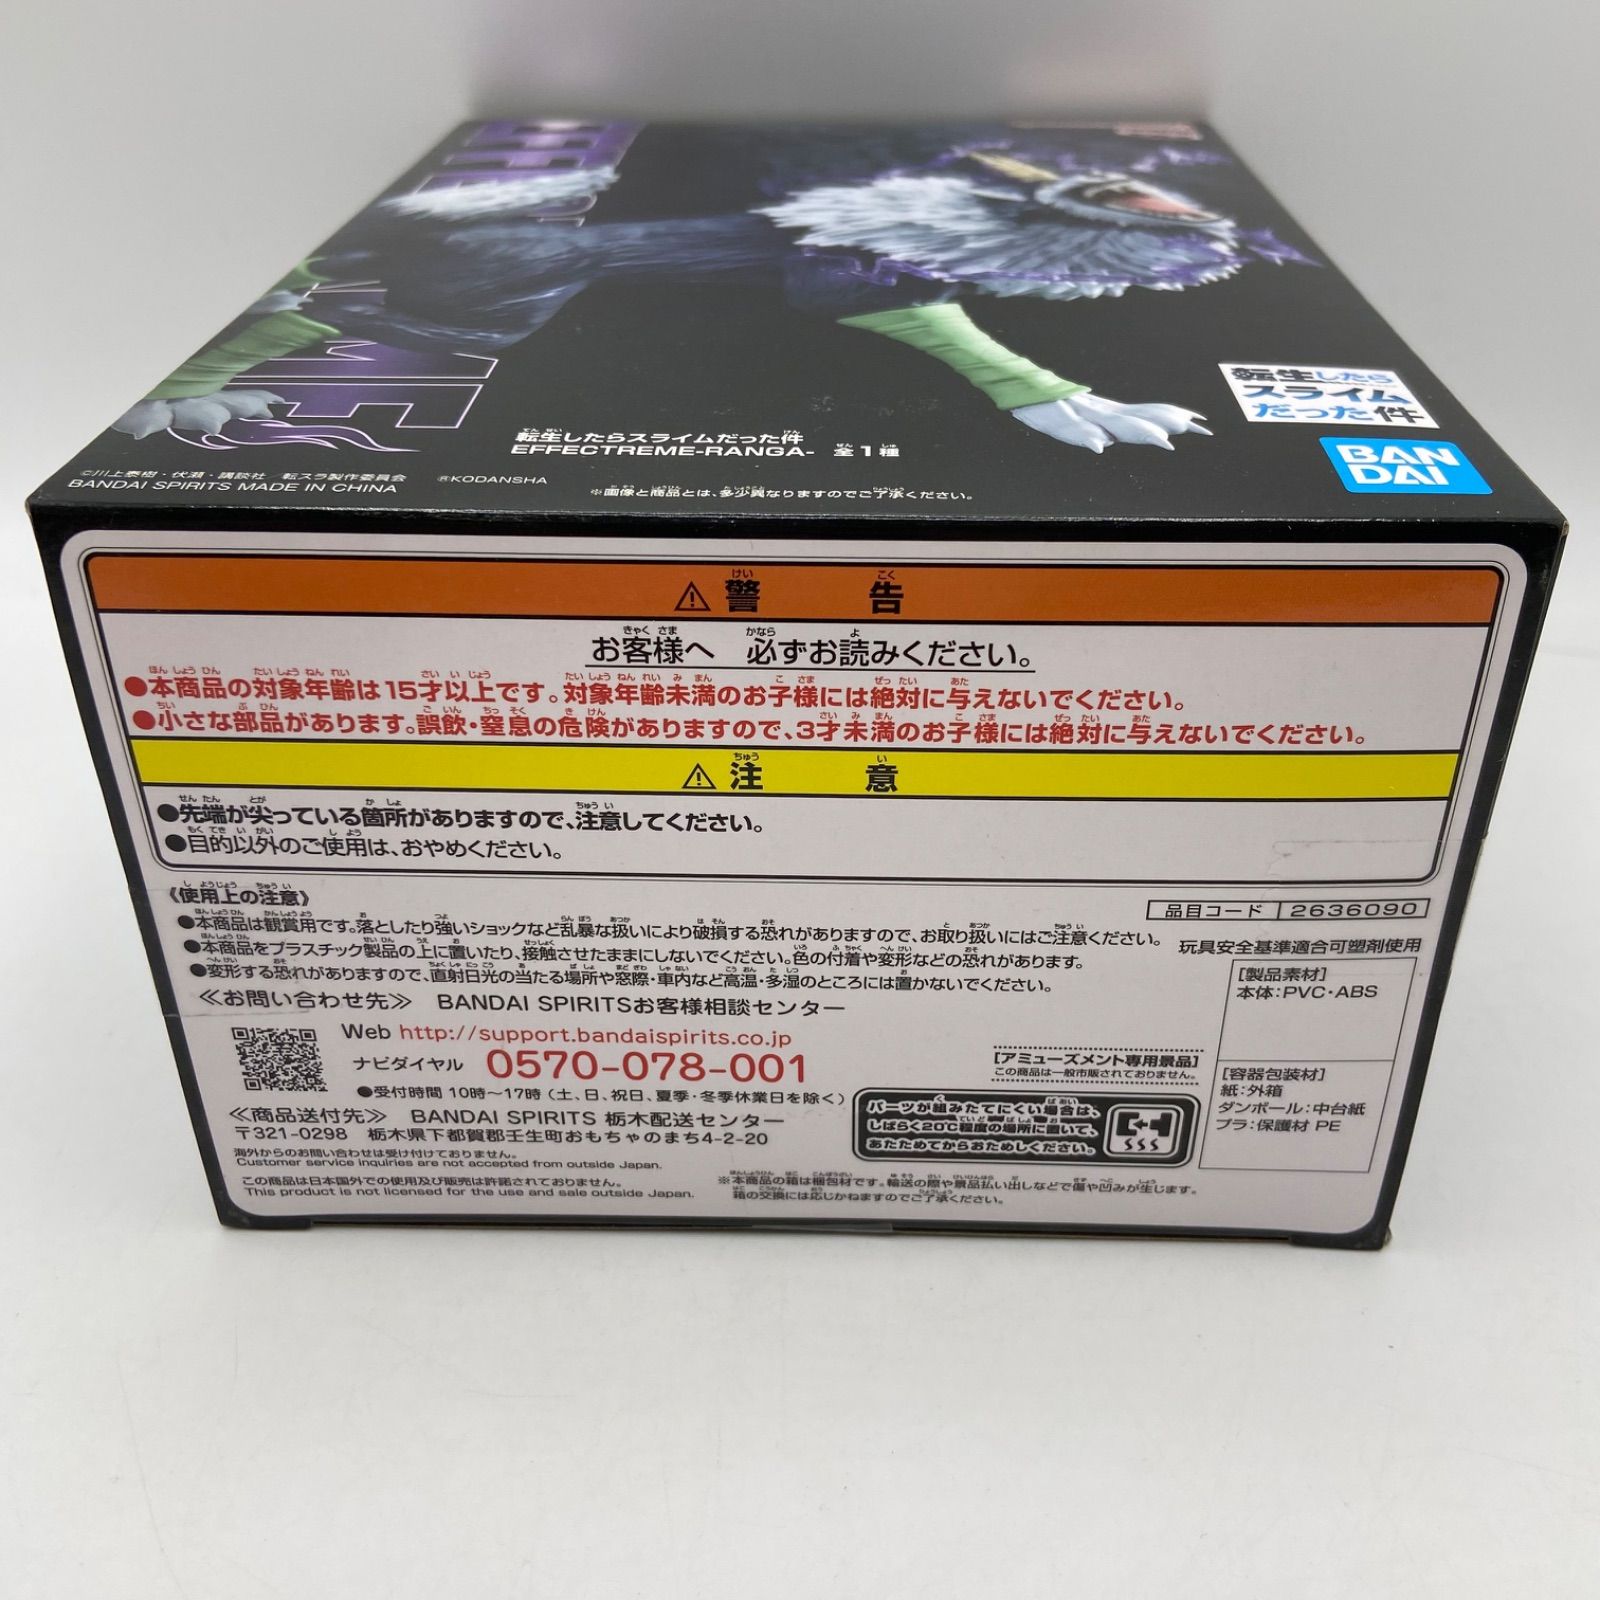 転生したら
スライム
だった件
BAN
DAI
転生したらスライムだった件
EFFECTREME-RANGA- 全1種
©川上泰樹・伏瀬・講談社/転スラ製作委員会
BANDAI SPIRITS MADE IN CHINA
®KODANSHA
※画像と商品とは、多少異なりますのでご了承ください。
⚠警告
お客様へ 必ずお読みください。
●本商品の対象年齢は15才以上です。対象年齢未満のお子様には絶対に与えないでください。
●小さな部品があります。誤飲・窒息の危険がありますので、3才未満のお子様には絶対に与えないでください。
⚠注意
●先端が尖っている箇所がありますので、注意してください。
●目的以外のご使用は、おやめください。
《使用上の注意》
●本商品は観賞用です。落としたり強いショックなど乱暴な扱いにより破損する恐れがありますので、お取り扱いにはご注意ください。
●本商品をプラスチック製品の上に置いたり、接触させたままにしないでください。色の付着や変形などの恐れがあります。
●変形する恐れがありますので、直射日光の当たる場所や窓際・車内など高温・多湿のところには置かないでください。
≪お問い合わせ先≫ BANDAI SPIRITSお客様相談センター
Web http://support.bandaispirits.co.jp
ナビダイヤル 0570-078-001
●受付時間 10時~17時(土、日、祝日、夏季・冬季休業日を除く)
≪商品送付先≫ BANDAI SPIRITS 栃木配送センター
〒321-0298 栃木県下都賀郡壬生町おもちゃのまち4-2-20
海外からのお問い合わせは受け付けておりません。
Customer service inquiries are not accepted from outside Japan.
この商品は日本国外での使用及び販売は許諾されておりません。
This product is not licensed for the use and sale outside Japan.
品目コード 2636090
玩具安全基準適合可塑剤使用
[製品素材]
本体:PVC・ABS
[容器包装材]
紙:外箱
ダンボール:中台紙
プラ:保護材 PE
[アミューズメント専用景品]
この商品は一般市販されておりません。
パーツが組みたてにくい場合は、
しばらく20℃程度の場所に置いて、
あたためてからおためしください。
※本商品の箱は梱包材です。輸送の際や景品払い出しなどで傷や凹みが生じます。
箱の交換には応じかねますのでご了承ください。